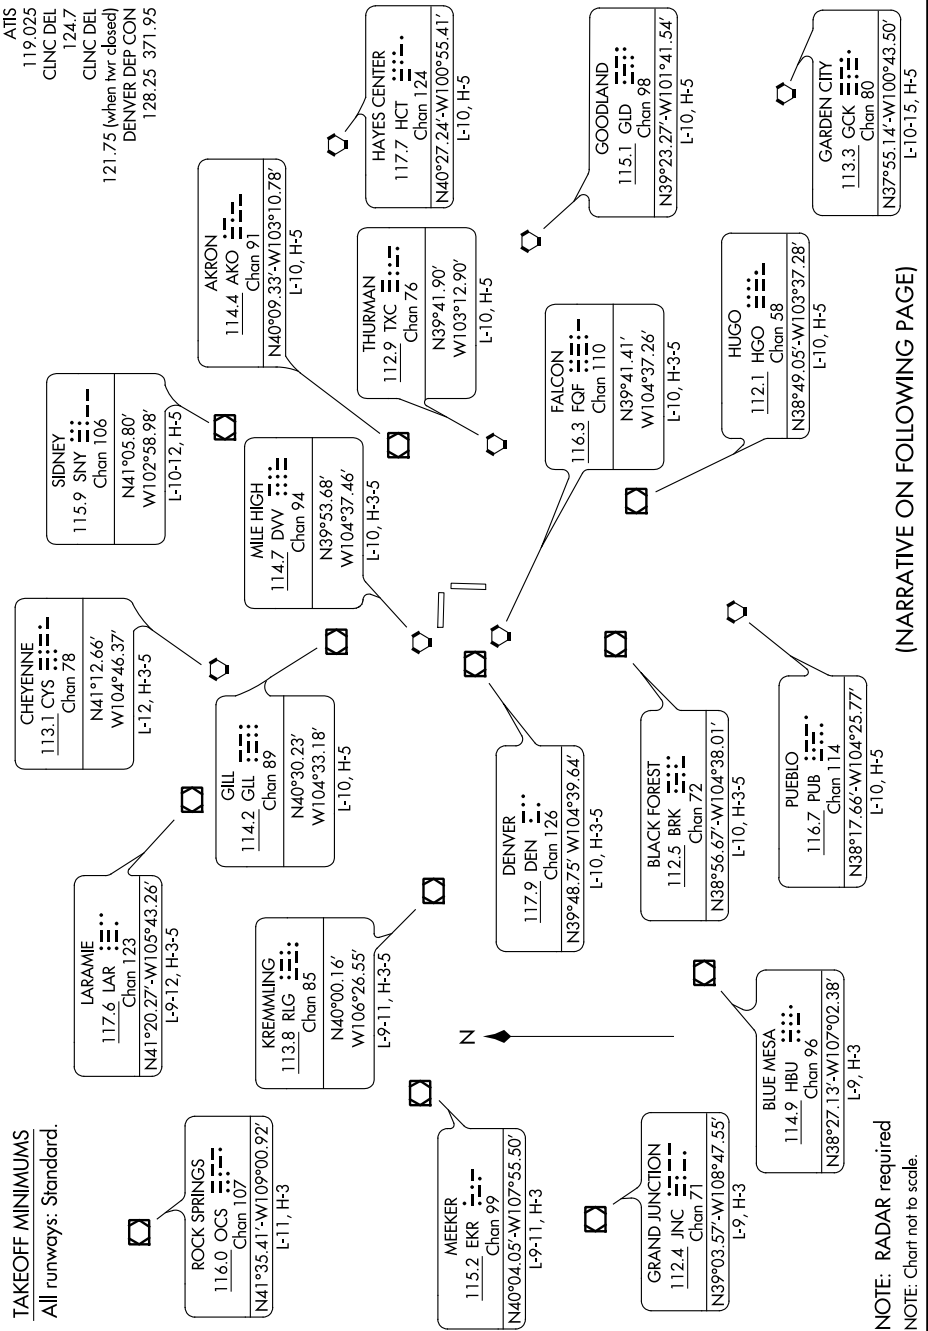 TAKEOFF MINIMUMS
All runways: Standard.
ATIS
119.025
CLNC DEL
124.7
CLNC DEL
121.75 (when twr closed)
DENVER DEP CON
128.25 371.95
ROCK SPRINGS
116.0 OCS
Chan 107
N41°35.41'-W109°00.92'
L-11, H-3
LARAMIE
117.6 LAR
Chan 123
N41°20.27'-W105°43.26'
L-9-12, H-3-5
CHEYENNE
113.1 CYS
Chan 78
N41°12.66'
W104°46.37'
L-12, H-3-5
SIDNEY
115.9 SNY
Chan 106
N41°05.80'
W102°58.98'
L-10-12, H-5
AKRON
114.4 AKO
Chan 91
N40°09.33'-W103°10.78'
L-10, H-5
HAYES CENTER
117.7 HCT
Chan 124
N40°27.24'-W100°55.41'
L-10, H-5
GILL
114.2 GLL
Chan 89
N40°30.23'
W104°33.18'
L-10, H-5
MILE HIGH
114.7 DVV
Chan 94
N39°53.68'
W104°37.46'
L-10, H-3-5
THURMAN
112.9 TXC
Chan 76
N39°41.90'
W103°12.90'
L-10, H-5
KREMMLING
113.8 RLG
Chan 85
N40°00.16'
W106°26.55'
L-9-11, H-3-5
MEEKER
115.2 EKR
Chan 99
N40°04.05'-W107°55.50'
L-9-11, H-3
N
DENVER
117.9 DEN
Chan 126
N39°48.75' W104°39.64'
L-10, H-3-5
FALCON
116.3 FQF
Chan 110
N39°41.41'
W104°37.26'
L-10, H-3-5
GOODLAND
115.1 GLD
Chan 98
N39°23.27'-W101°41.54'
L-10, H-5
GRAND JUNCTION
112.4 JNC
Chan 71
N39°03.57'-W108°47.55'
L-9, H-3
BLACK FOREST
112.5 BRK
Chan 72
N38°56.67'-W104°38.01'
L-10, H-3-5
HUGO
112.1 HGO
Chan 58
N38°49.05'-W103°37.28'
L-10, H-5
BLUE MESA
114.9 HBU
Chan 96
N38°27.13'-W107°02.38'
L-9, H-3
PUEBLO
116.7 PUB
Chan 114
N38°17.66'-W104°25.77'
L-10, H-5
GARDEN CITY
113.3 GCK
Chan 80
N37°55.14'-W100°43.50'
L-10-15, H-5
NOTE: RADAR required
NOTE: Chart not to scale.
(NARRATIVE ON FOLLOWING PAGE)